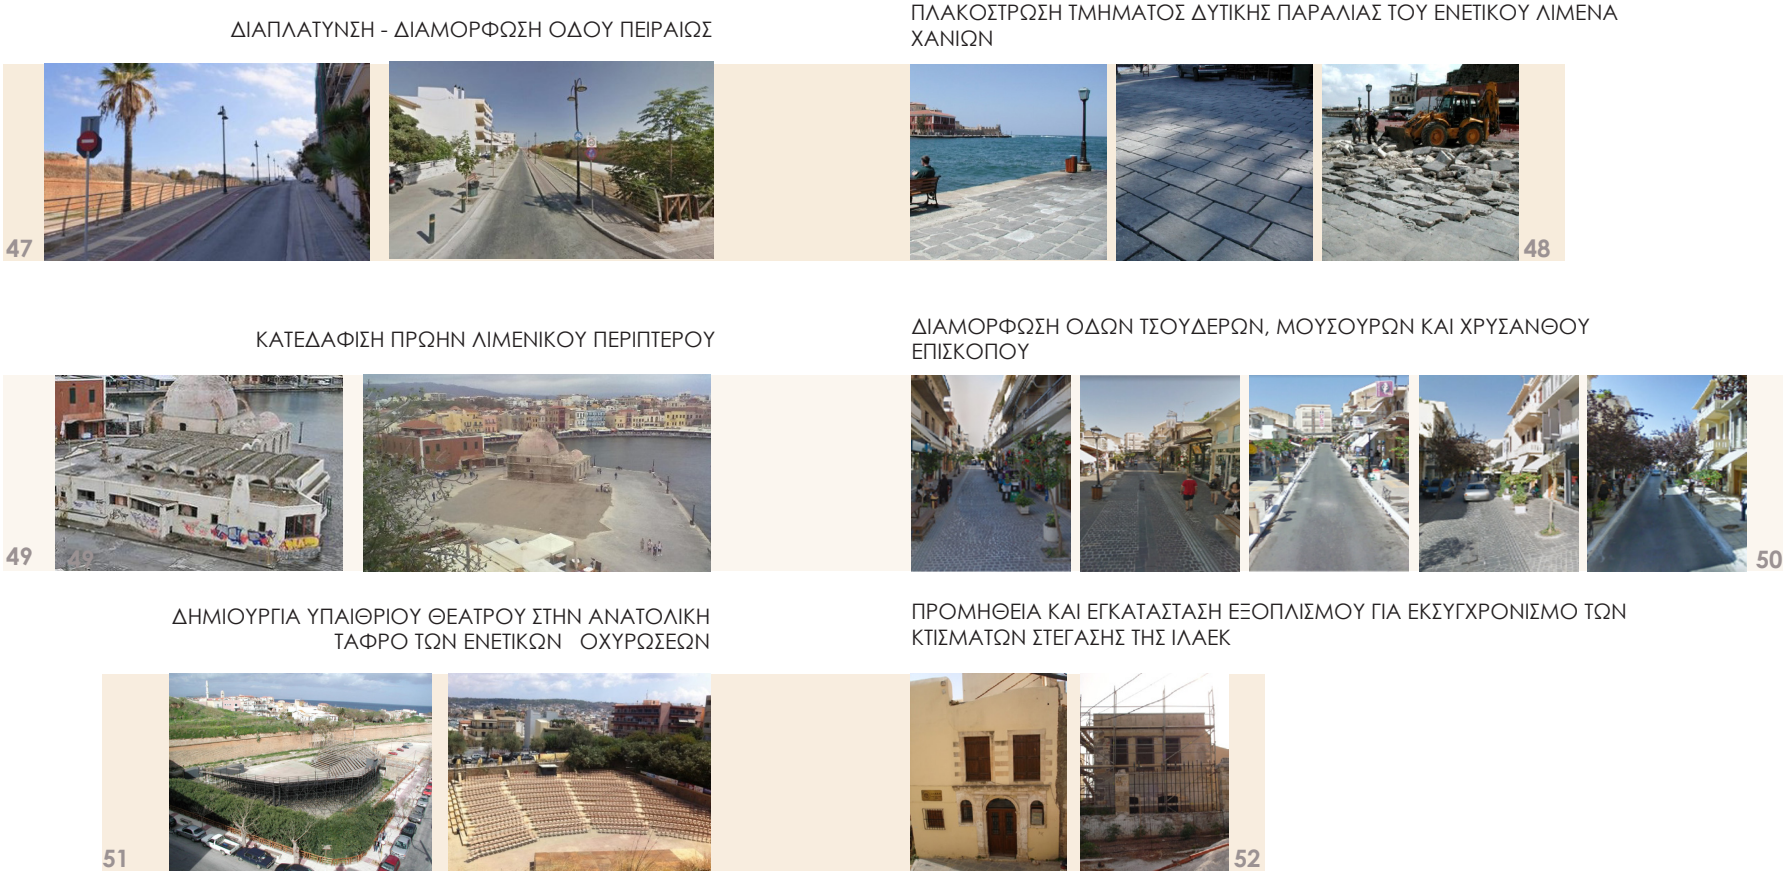 ΔΙΑΠΛΑΤΥΝΣΗ - ΔΙΑΜΟΡΦΩΣΗ ΟΔΟΥ ΠΕΙΡΑΙΩΣ
47
ΠΛΑΚΟΣΤΡΩΣΗ ΤΜΗΜΑΤΟΣ ΔΥΤΙΚΗΣ ΠΑΡΑΛΙΑΣ ΤΟΥ ΕΝΕΤΙΚΟΥ ΛΙΜΕΝΑ
ΧΑΝΙΩΝ
48
ΚΑΤΕΔΑΦΙΣΗ ΠΡΩΗΝ ΛΙΜΕΝΙΚΟΥ ΠΕΡΙΠΤΕΡΟΥ
49
49
ΔΙΑΜΟΡΦΩΣΗ ΟΔΩΝ ΤΣΟΥΔΕΡΩΝ, ΜΟΥΣΟΥΡΩΝ ΚΑΙ ΧΡΥΣΑΝΘΟΥ
ΕΠΙΣΚΟΠΟΥ
50
ΔΗΜΙΟΥΡΓΙΑ ΥΠΑΙΘΡΙΟΥ ΘΕΑΤΡΟΥ ΣΤΗΝ ΑΝΑΤΟΛΙΚΗ
ΤΑΦΡΟ ΤΩΝ ΕΝΕΤΙΚΩΝ ΟΧΥΡΩΣΕΩΝ
51
ΠΡΟΜΗΘΕΙΑ ΚΑΙ ΕΓΚΑΤΑΣΤΑΣΗ ΕΞΟΠΛΙΣΜΟΥ ΓΙΑ ΕΚΣΥΓΧΡΟΝΙΣΜΟ ΤΩΝ
ΚΤΙΣΜΑΤΩΝ ΣΤΕΓΑΣΗΣ ΤΗΣ ΙΛΑΕΚ
52